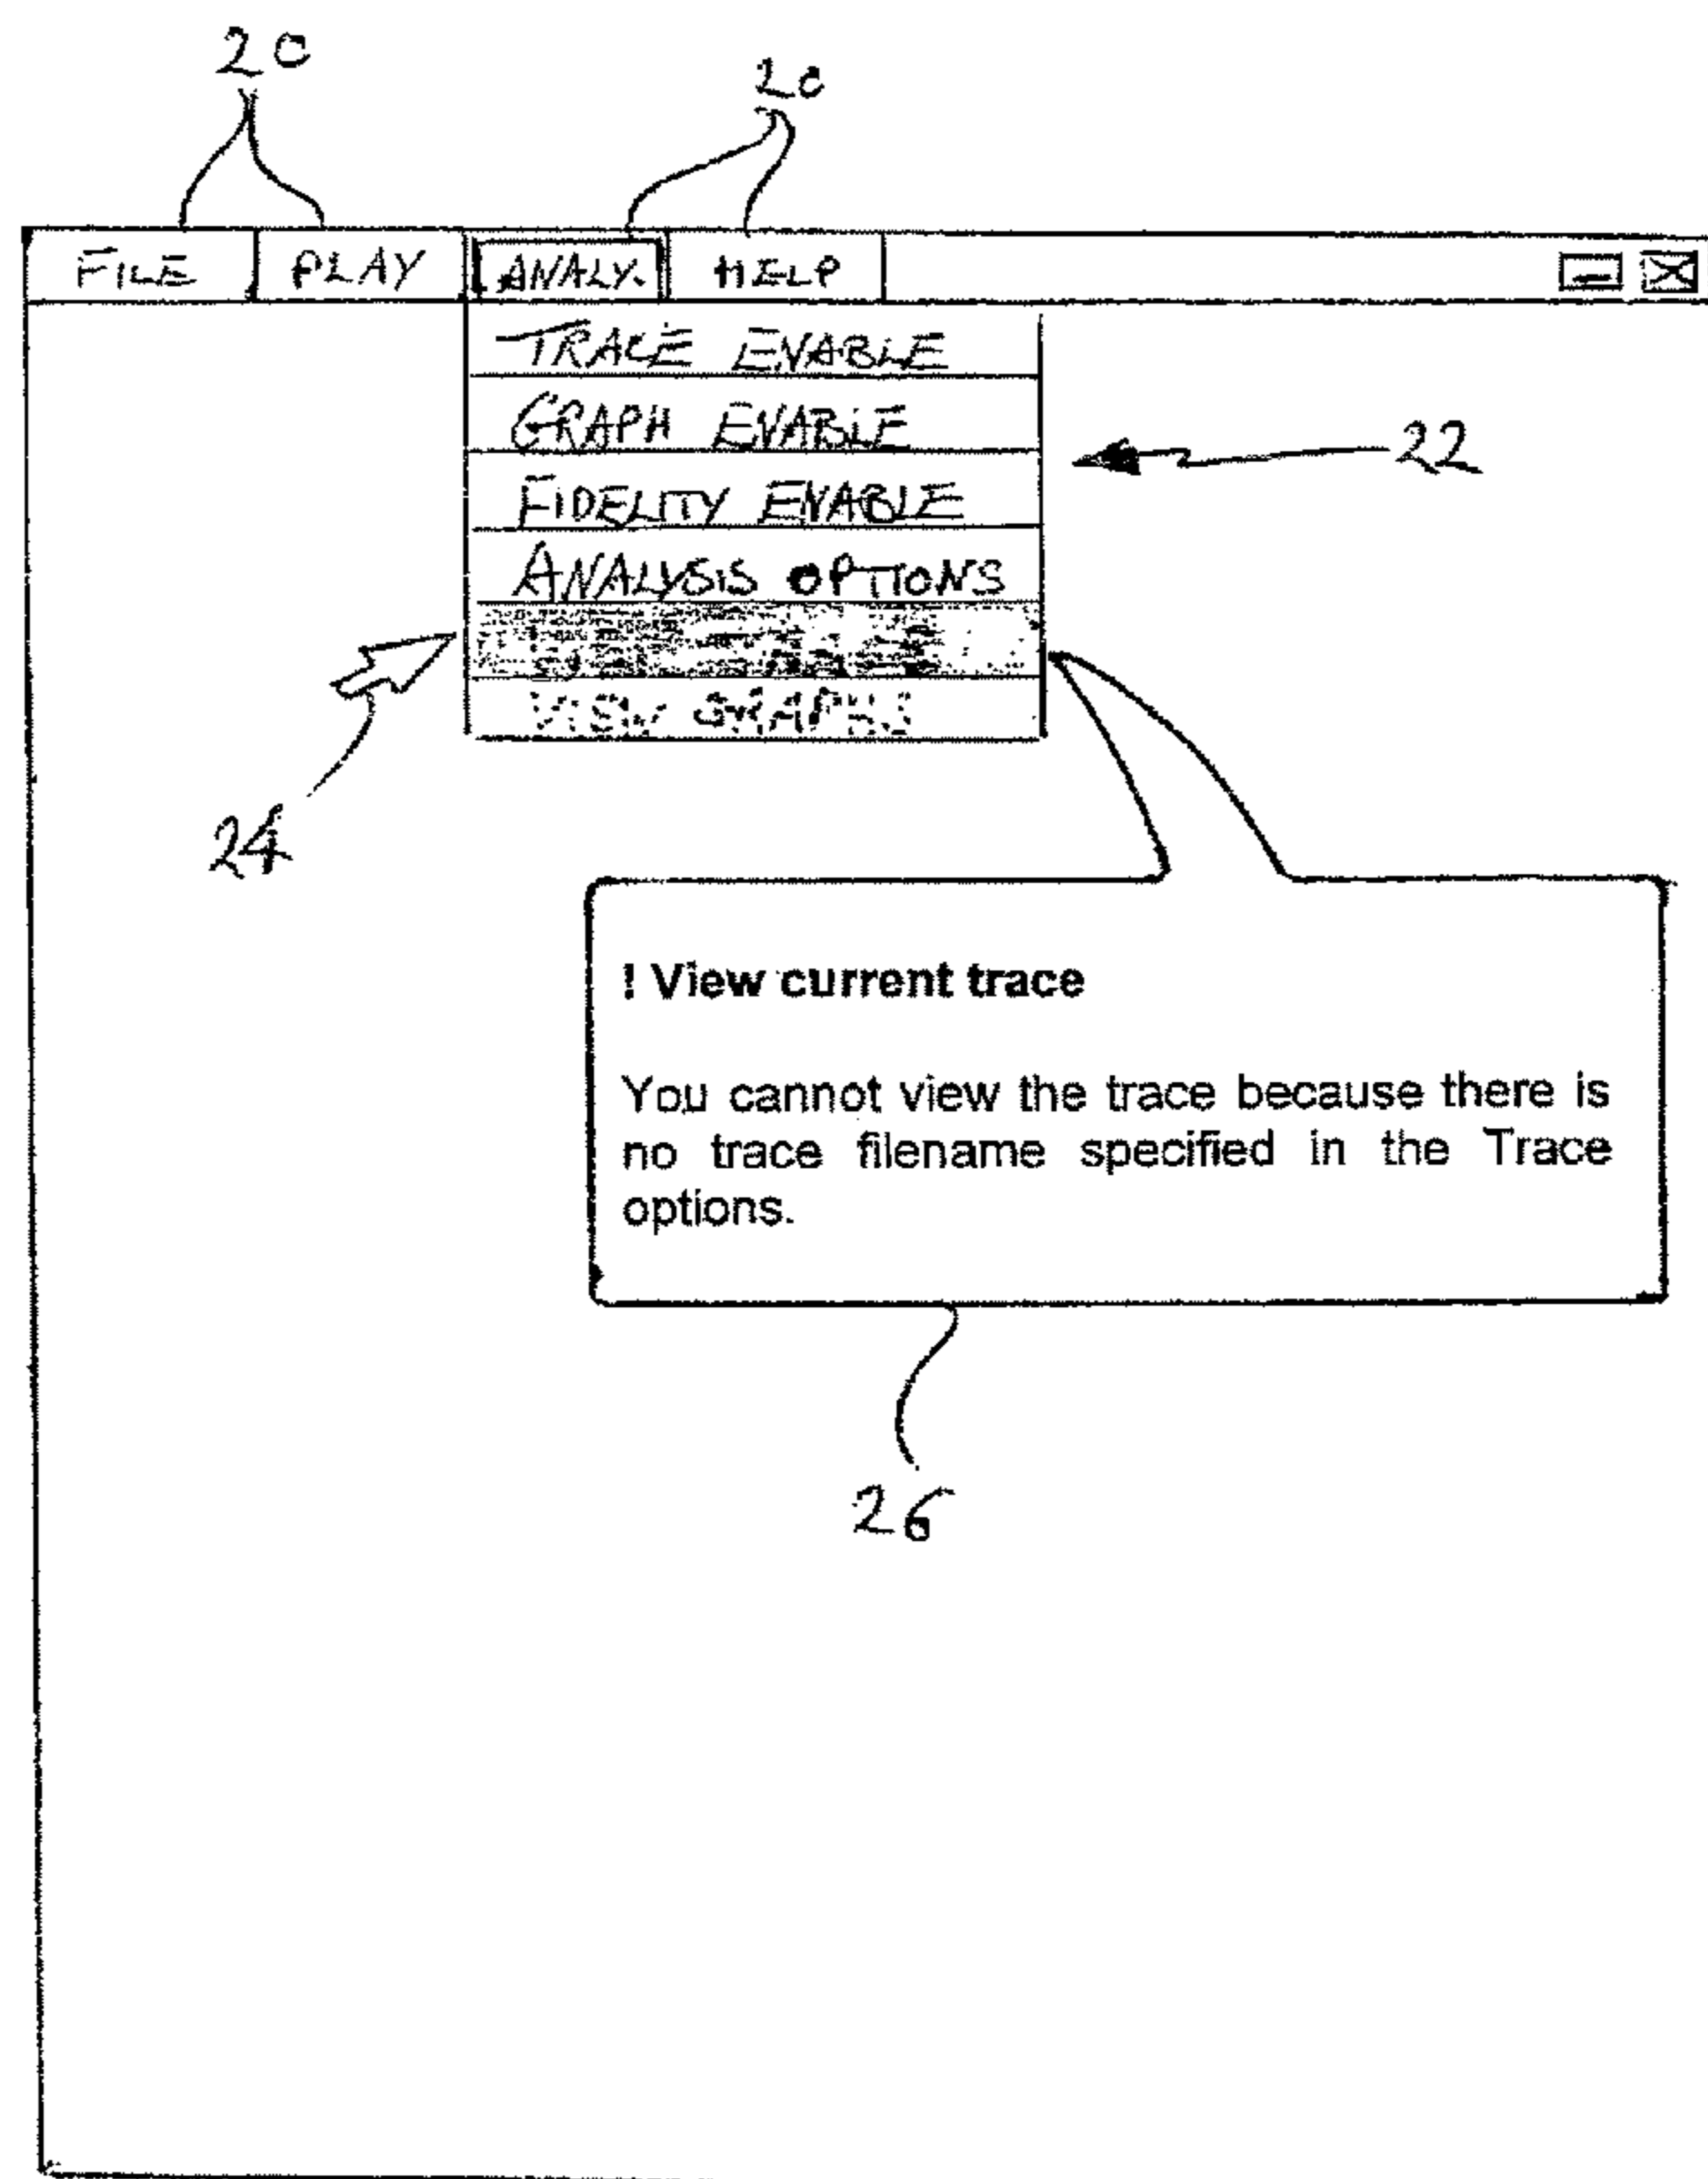 20
20
FILE PLAY ANALY. HELP
TRACE ENABLE
GRAPH ENABLE
22
FIDELITY ENABLE
ANALYSIS OPTIONS
VIEW GRAPHS
24
! View current trace
You cannot view the trace because there is
no trace filename specified in the Trace
options.
26